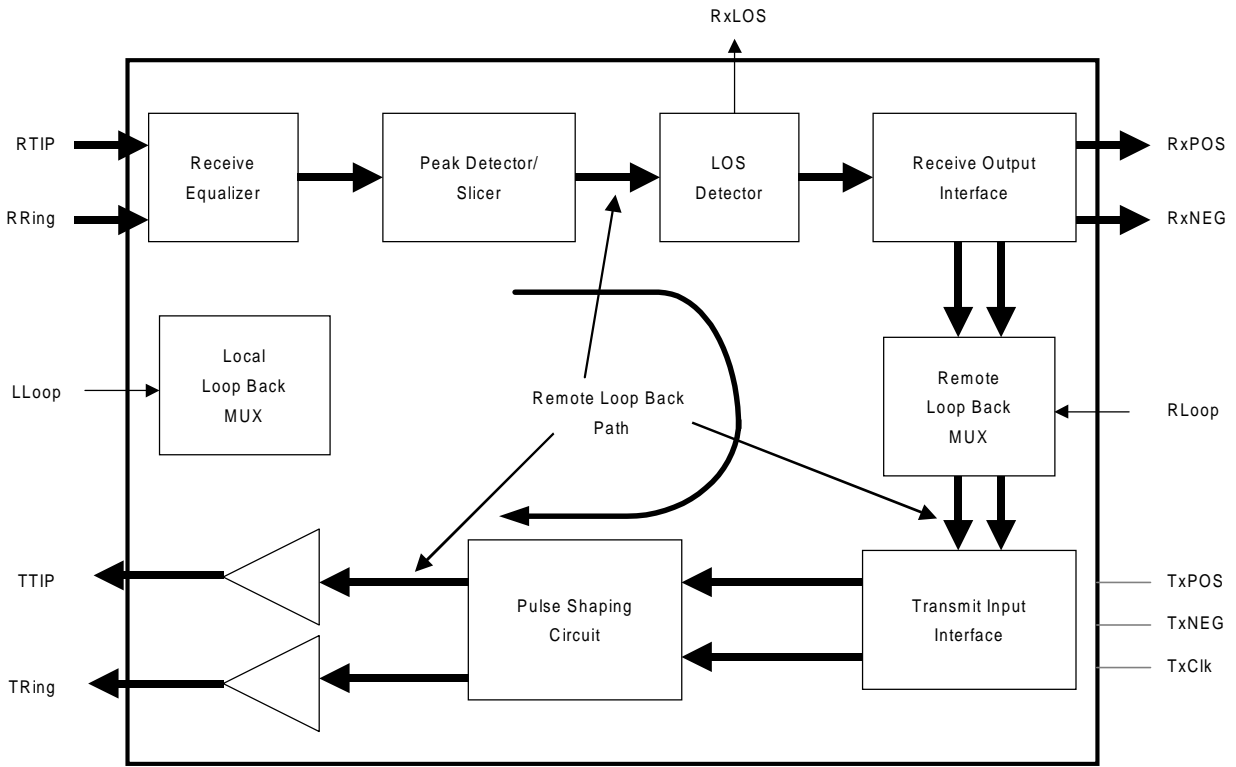 RxLOS
RTIP
RRing
Receive
Equalizer
Peak Detector/
Slicer
LOS
Detector
Receive Output
Interface
RxPOS
RxNEG
LLoop
Local
Loop Back
MUX
Remote Loop Back
Path
Remote
Loop Back
MUX
RLoop
TTIP
TRing
Pulse Shaping
Circuit
Transmit Input
Interface
TxPOS
TxNEG
TxClk